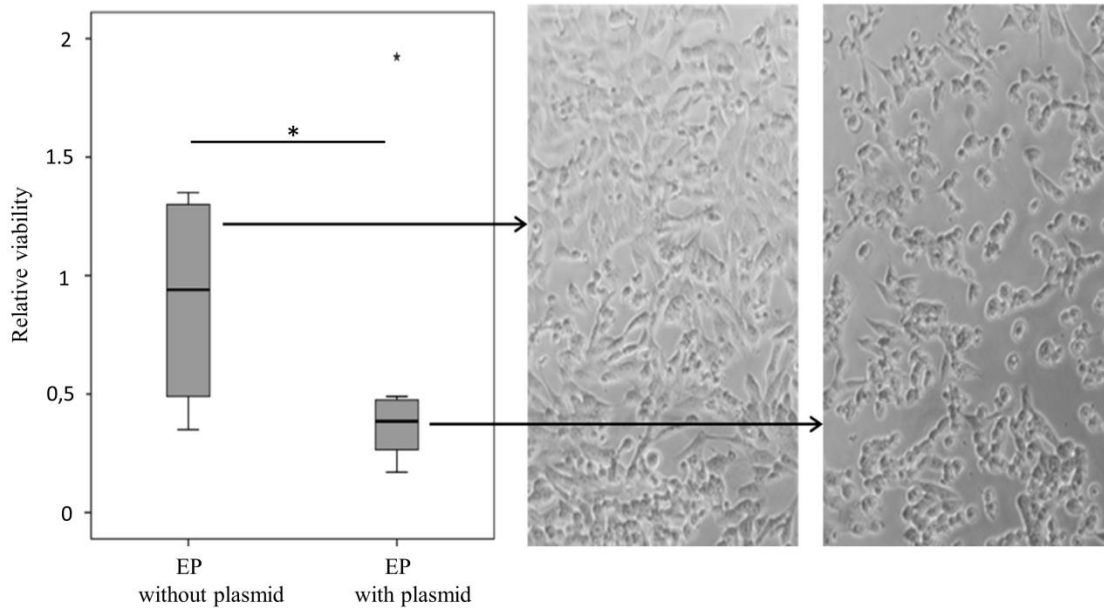 Relative viability
2
1.5
1
0,5
0
*
*
EP
without plasmid
EP
with plasmid